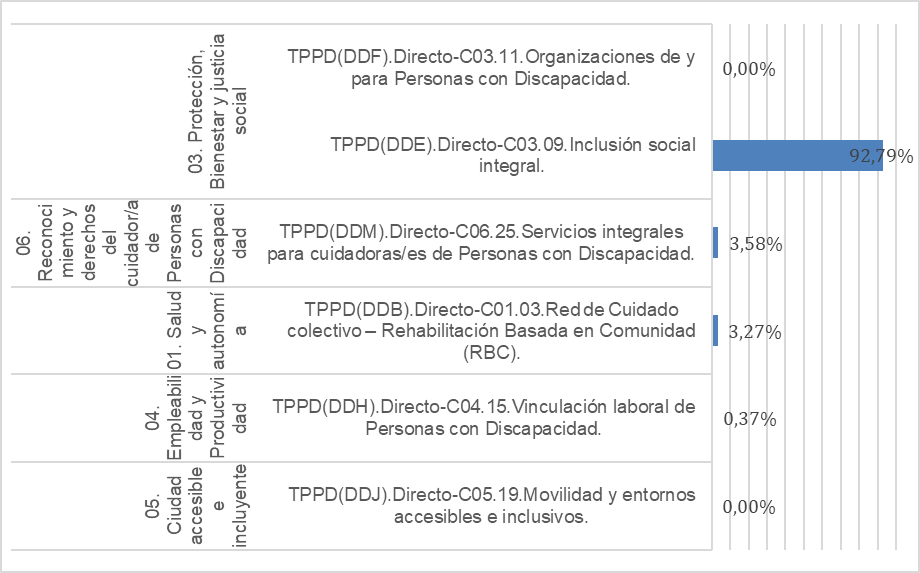 03. Protección,
Bienestar y justicia
social
TPPD(DDF).Directo-C03.11.Organizaciones de y
para Personas con Discapacidad.
0,00%
TPPD(DDE).Directo-C03.09.Inclusión social
integral.
92,79%
06.
Reconoci
miento y
derechos
del
cuidador/a
de
Personas
con
Discapaci
dad
TPPD(DDM).Directo-C06.25.Servicios integrales
para cuidadoras/es de Personas con Discapacidad.
3,58%
01. Salud
y
autonomí
a
TPPD(DDB).Directo-C01.03.Red de Cuidado
colectivo – Rehabilitación Basada en Comunidad
(RBC).
3,27%
04.
Empleabili
dad y
Productivi
dad
TPPD(DDH).Directo-C04.15.Vinculación laboral de
Personas con Discapacidad.
0,37%
05.
Ciudad
accesible
e
incluyente
TPPD(DDJ).Directo-C05.19.Movilidad y entornos
accesibles e inclusivos.
0,00%